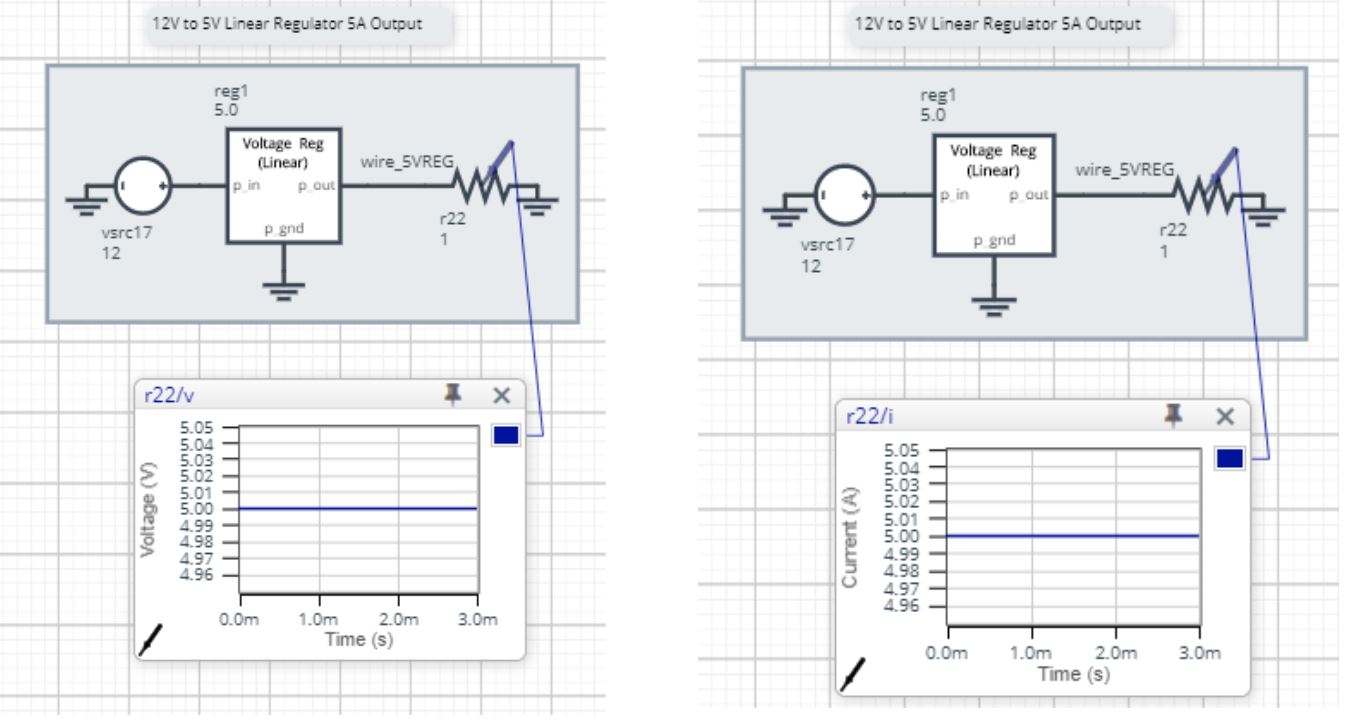 12V to 5V Linear Regulator 5A Output
reg1
5.0
Voltage Reg
(Linear)
p_in
p_out
p_gnd
wire_5VREG
vsrc17
12
r22
1
r22/v
5.05
5.04
5.03
5.02
5.01
5.00
4.99
4.98
4.97
4.96
Voltage (V)
0.0m 1.0m 2.0m 3.0m
Time (s)
12V to 5V Linear Regulator 5A Output
reg1
5.0
Voltage Reg
(Linear)
p_in
p_out
p_gnd
wire_5VREG
vsrc17
12
r22
1
r22/i
5.05
5.04
5.03
5.02
5.01
5.00
4.99
4.98
4.97
4.96
Current (A)
0.0m 1.0m 2.0m 3.0m
Time (s)